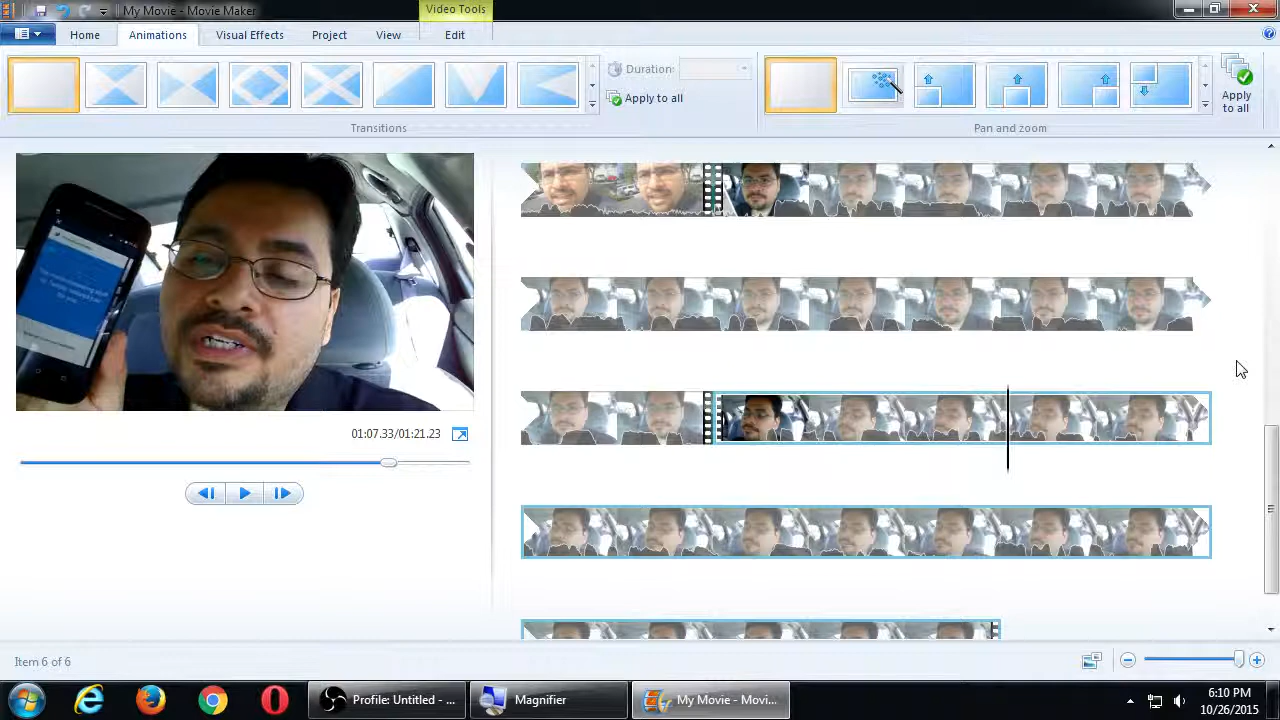 My Movie - Movie Maker
Video Tools
Home
Animations
Visual Effects
Project
View
Edit
Duration:
Apply to all
Transitions
Pan and zoom
Apply
to all
01:07.33/01:21.23
Item 6 of 6
Profile: Untitled - ...
Magnifier
My Movie - Movi...
6:10 PM
10/26/2015